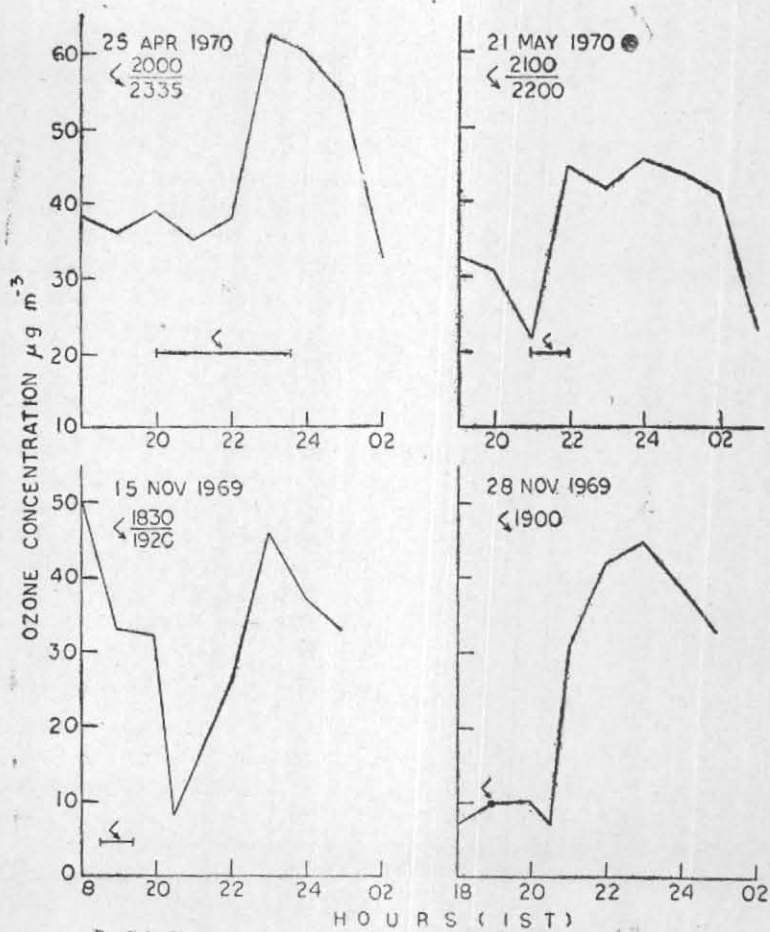 OZONE CONCENTRATION µg m⁻³
25 APR 1970
2000
2335
60
50
40
30
20
10
20 22 24 02
21 MAY 1970
2100
2200
20 22 24 02
15 NOV 1969
1830
1920
50
40
30
20
10
0
8 20 22 24 02
28 NOV 1969
1900
18 20 22 24 02
HOURS (IST)